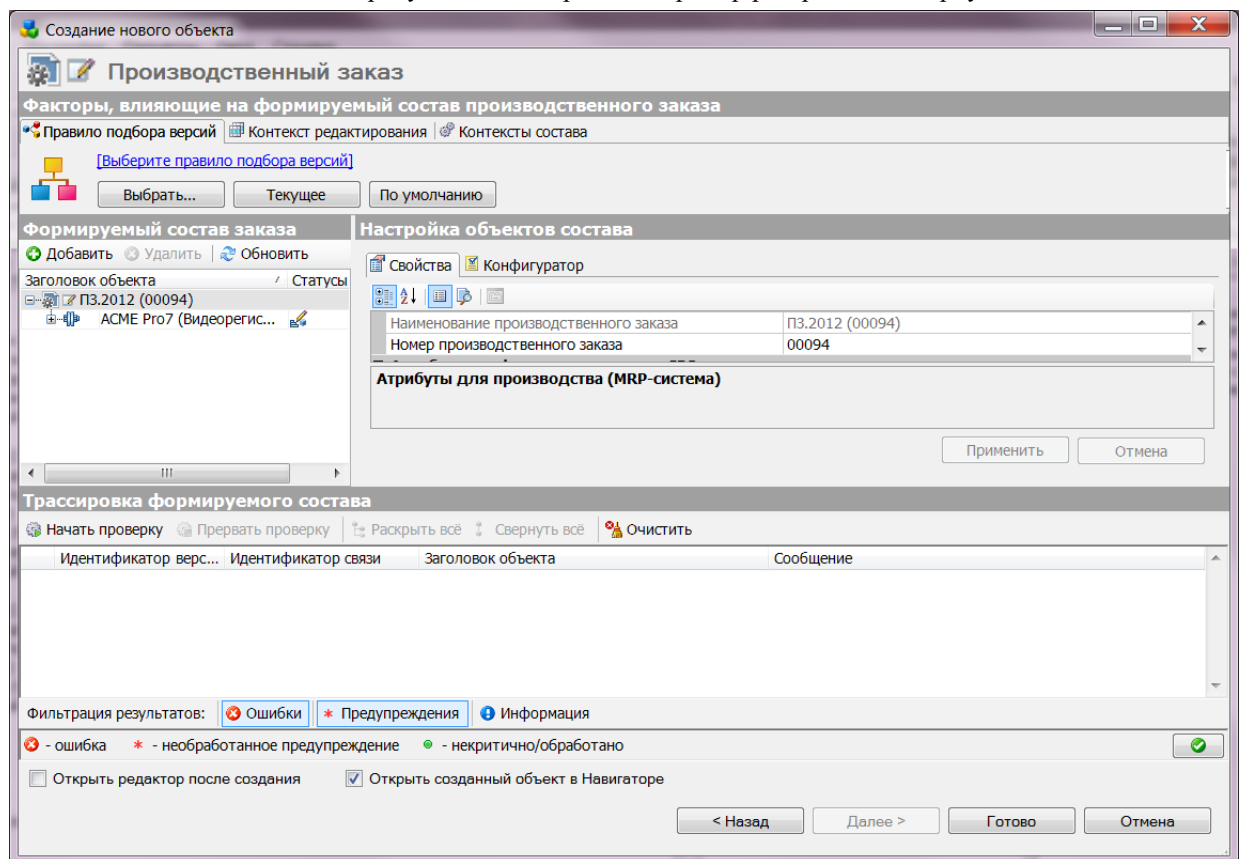 Создание нового объекта
Производственный заказ
Факторы, влияющие на формируемый состав производственного заказа
Правило подбора версий Контекст редактирования Контексты состава
[Выберите правило подбора версий]
Выбрать... Текущее По умолчанию
Формируемый состав заказа Настройка объектов состава
Добавить Удалить Обновить
Свойства Конфигуратор
Заголовок объекта Статусы
ПЗ.2012 (00094)
ACME Pro7 (Видеорегис...
Наименование производственного заказа ПЗ.2012 (00094)
Номер производственного заказа 00094
Атрибуты для производства (MRP-система)
Применить Отмена
Трассировка формируемого состава
Начать проверку Прервать проверку Раскрыть всё Свернуть всё Очистить
Идентификатор верс... Идентификатор связи Заголовок объекта Сообщение
Фильтрация результатов: Ошибки Предупреждения Информация
- ошибка * - необработанное предупреждение - некритично/обработано
Открыть редактор после создания Открыть созданный объект в Навигаторе
< Назад Далее > Готово Отмена